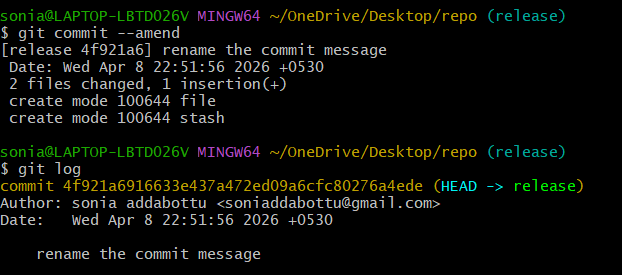 sonia@LAPTOP-LBTDO26V MINGW64 ~/OneDrive/Desktop/repo (release)
$ git commit --amend
[release 4f921a6] rename the commit message
 Date: Wed Apr 8 22:51:56 2026 +0530
 2 files changed, 1 insertion(+)
 create mode 100644 file
 create mode 100644 stash
sonia@LAPTOP-LBTDO26V MINGW64 ~/OneDrive/Desktop/repo (release)
$ git log
commit 4f921a6916633e437a472ed09a6cfc80276a4ede (HEAD -> release)
Author: sonia addabottu <soniaddabottu@gmail.com>
Date:   Wed Apr 8 22:51:56 2026 +0530
    rename the commit message